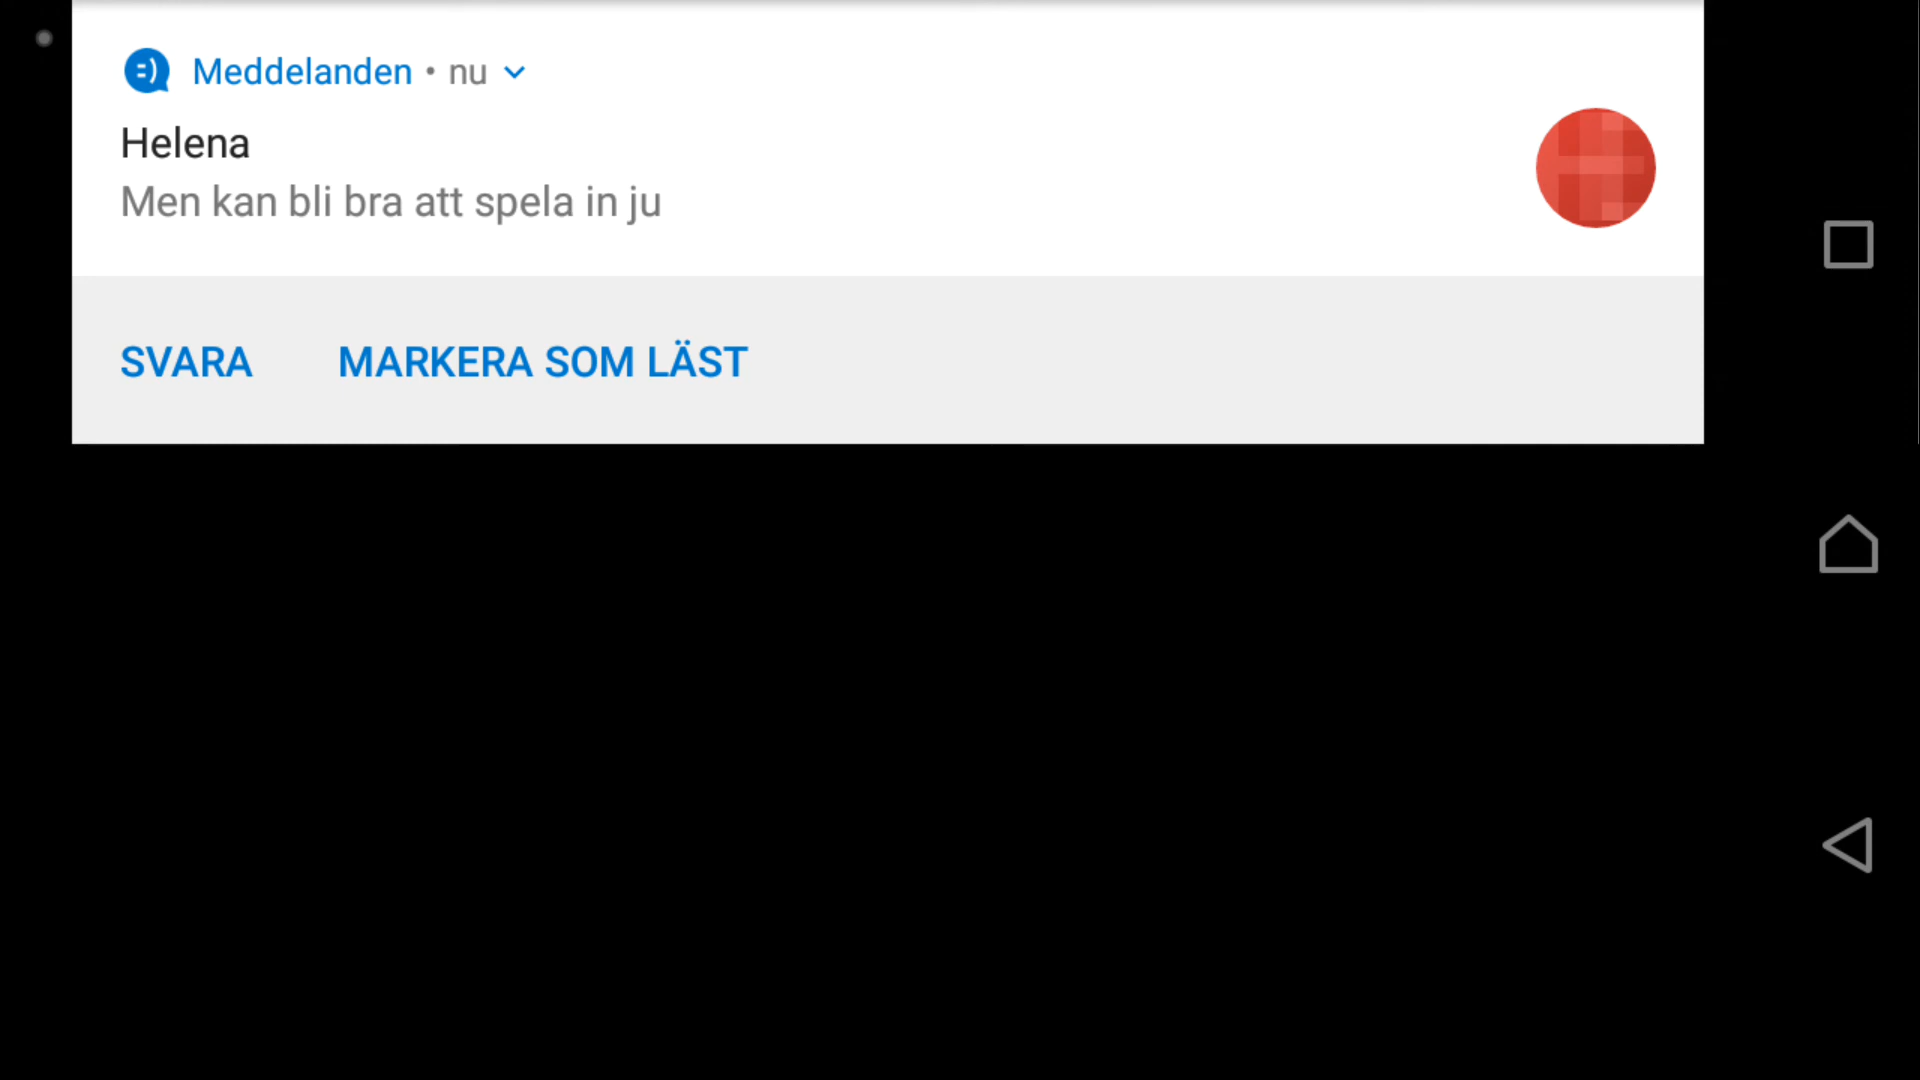 Meddelanden • nu
Helena
Men kan bli bra att spela in ju
SVARA MARKERA SOM LÄST